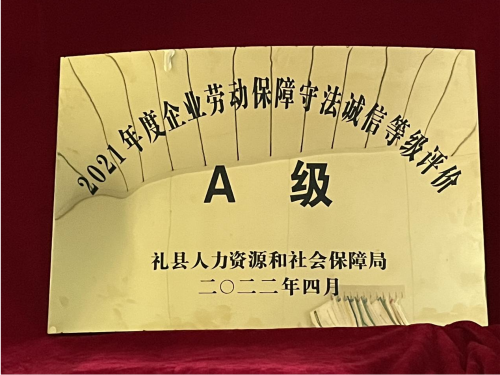 2021年度企业劳动保障守法诚信等级评价
A 级
礼县人力资源和社会保障局
二〇二二年四月